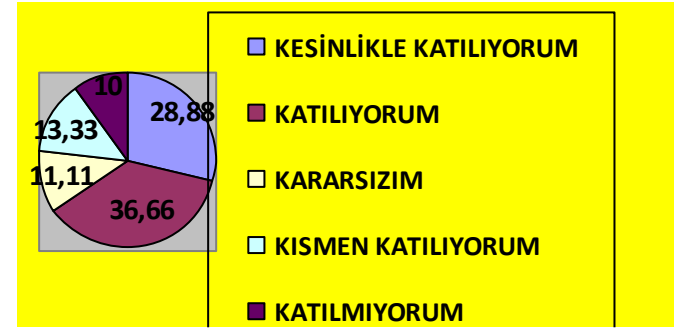 10
28,88
13,33
11,11
36,66
KESİNLİKLE KATILIYORUM
KATILIYORUM
KARARSIZIM
KISMEN KATILIYORUM
KATILMIYORUM